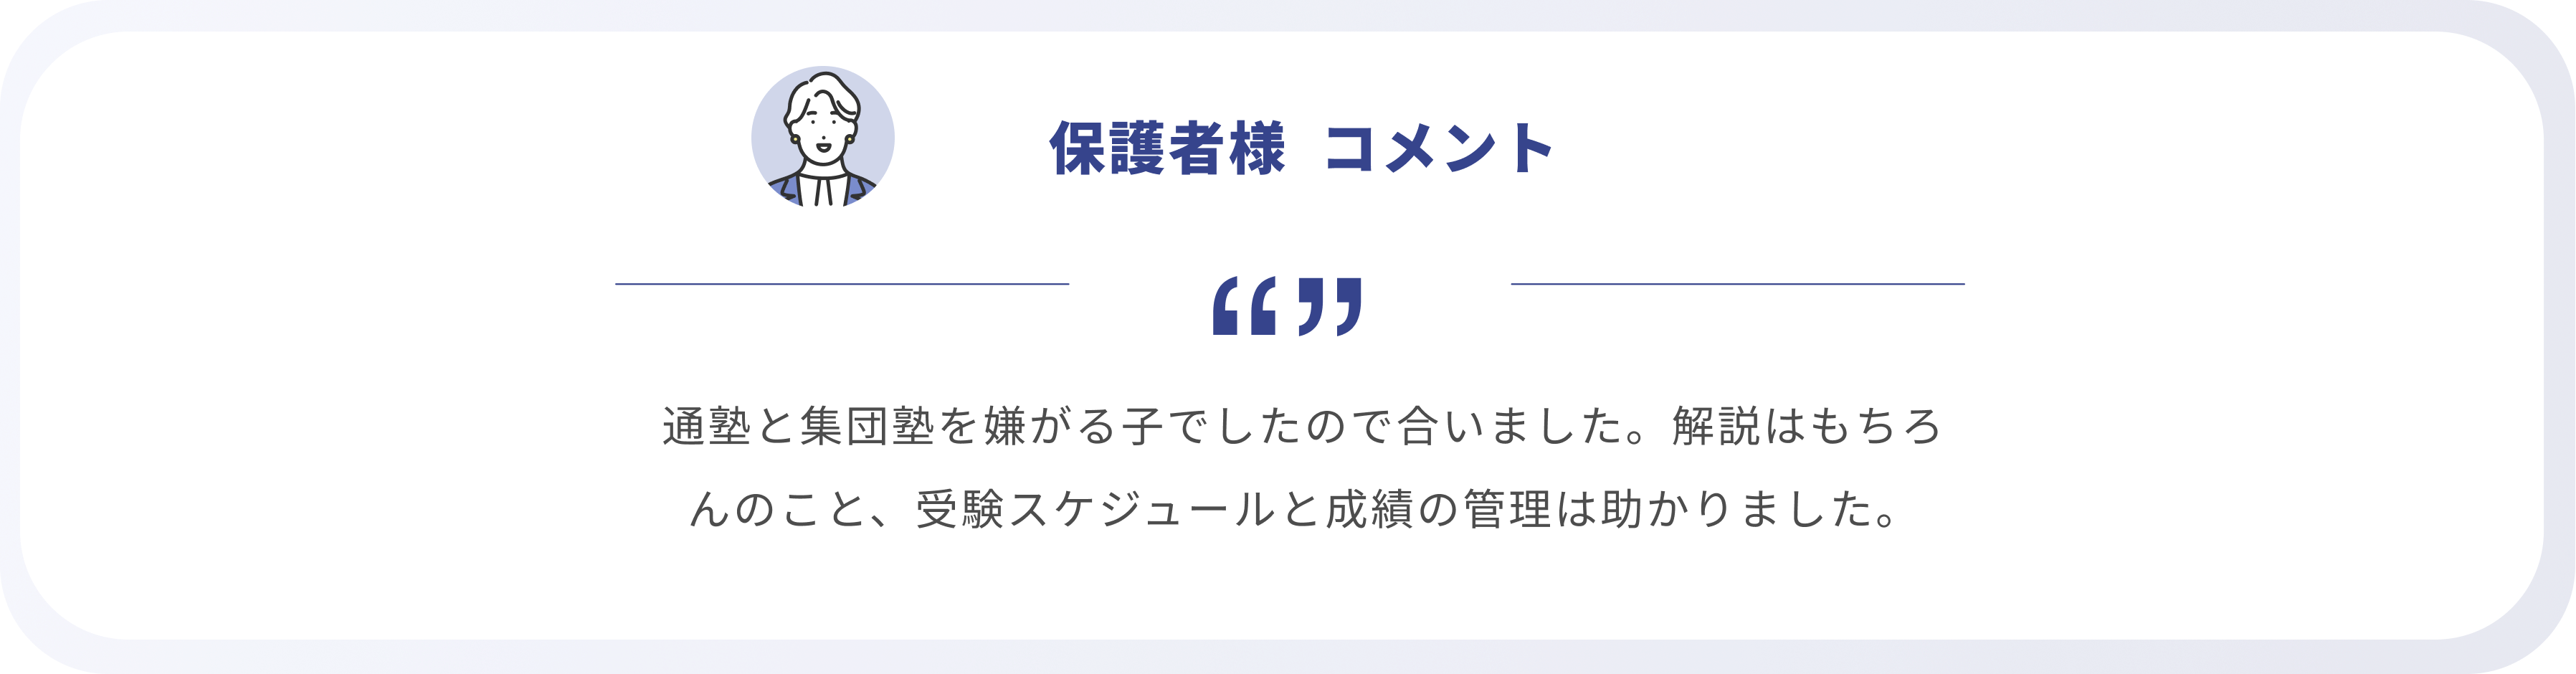 保護者様 コメント
“ ”
通塾と集団塾を嫌がる子でしたので合いました。解説はもちろ
んのこと、受験スケジュールと成績の管理は助かりました。